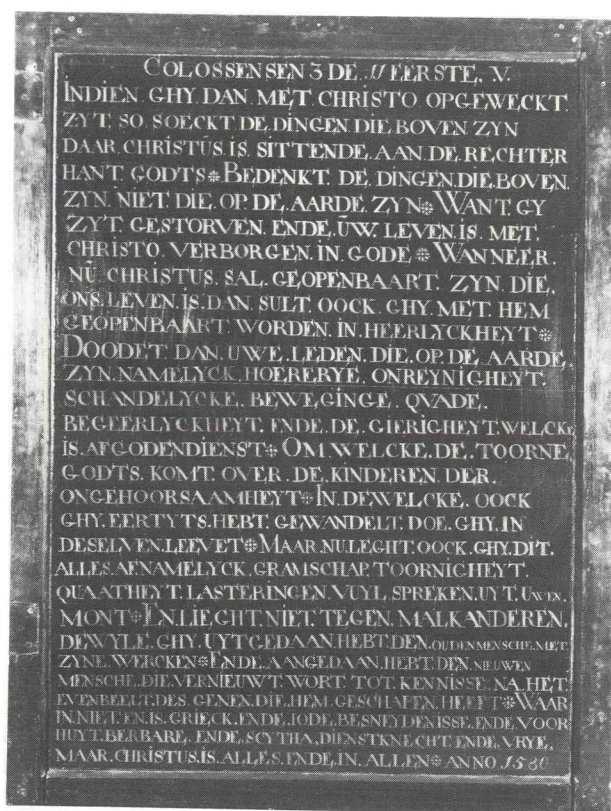 COLOSSENSEN 3 DE 11 EERSTE. V.
INDIEN. GHY. DAN. MET. CHRISTO. OPGEWECKT.
ZYT. SO. SOECKT. DE. DINGEN. DIE. BOVEN. ZYN
DAAR. CHRISTUS. IS. SITTENDE. AAN. DE. RECHTER
HANT. GODTS❉BEDENKT. DE. DINGEN. DIE. BOVEN.
ZYN. NIET. DIE. OP. DE. AARDE. ZYN❉WANT. GY
ZYT. GESTORVEN. ENDE. ŪW. LEVEN. IS. MET.
CHRISTO. VERBORGEN. IN. GODE❉WANNEER.
NŪ CHRISTUS. SAL. GEOPENBAART. ZYN. DIE.
ONS. LEVEN. IS. DAN. SULT. OOCK. GHY. MET. HEM
GEOPENBAART. WORDEN. IN. HEERLYCKHEYT❉
DOODET. DAN. UWE. LEDEN. DIE. OP. DE. AARDE.
ZYN. NAMELYCK. HOERERYE. ONREYNIGHEYT.
SCHANDELYCKE. BEWEGINGE. QVADE.
BEGEERLYCKHEYT. ENDE. DE. GIERIGHEYT. WELCKE
IS. AFGODENDIENST❉OM. WELCKE. DE. TOORNE.
GODTS. KOMT. OVER. DE. KINDEREN. DER.
ONGEHOORSAAMHEYT❉IN. DEWELCKE. OOCK
GHY. EERTYTS. HEBT. GEWANDELT. DOE. GHY. IN
DESELVEN. LEEVET❉MAAR. NU. LEGHT. OOCK. GHY. DIT.
ALLES. AF. NAMELYCK. GRAMSCHAP. TOORNIGHEYT.
QUAATHEYT. LASTERINGEN. VUYL. SPREKEN. UYT. UWEN.
MONT❉EN. LIEGHT. NIET. TEGEN. MALKANDEREN.
DEWYLE. GHY. UYTGEDAAN. HEBT. DEN. OUDEN. MENSCHE. MET.
ZYNE. WERCKEN❉ENDE. AANGEDAAN. HEBT. DEN. NIEUWEN
MENSCHE. DIE. VERNIEUWT. WORT. TOT. KENNISSE. NA. HET.
EVENBEELT. DES. GENEN. DIE. HEM. GESCHAPEN. HEEFT❉WAAR
IN. NIET. EN. IS. GRIECK. ENDE. IODE. BESNEYDENISSE. ENDE. VOOR
HUYT. BERBARE. ENDE. SCYTHA, DIENSTKNECHT. ENDE. VRYE.
MAAR. CHRISTUS. IS. ALLES. ENDE. IN. ALLEN❉ANNO 1580